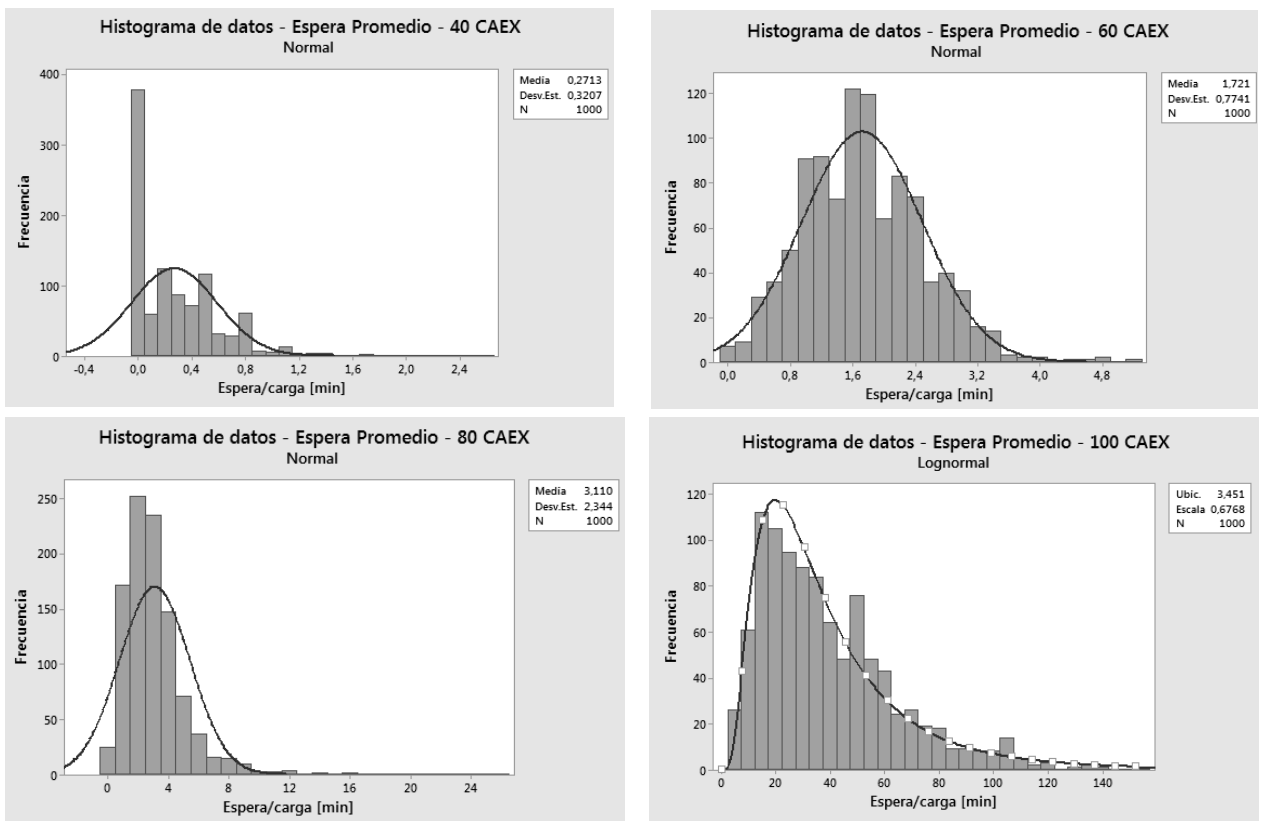 Histograma de datos - Espera Promedio - 40 CAEX
Normal
Media 0,2713
Desv.Est. 0,3207
N 1000
400
300
200
100
0
Frecuencia
-0,4 0,0 0,4 0,8 1,2 1,6 2,0 2,4
Espera/carga [min]
Histograma de datos - Espera Promedio - 60 CAEX
Normal
Media 1,721
Desv.Est. 0,7741
N 1000
120
100
80
60
40
20
0
Frecuencia
0,0 0,8 1,6 2,4 3,2 4,0 4,8
Espera/carga [min]
Histograma de datos - Espera Promedio - 80 CAEX
Normal
Media 3,110
Desv.Est. 2,344
N 1000
250
200
150
100
50
0
Frecuencia
0 4 8 12 16 20 24
Espera/carga [min]
Histograma de datos - Espera Promedio - 100 CAEX
Lognormal
Ubic. 3,451
Escala 0,6768
N 1000
120
100
80
60
40
20
0
Frecuencia
0 20 40 60 80 100 120 140
Espera/carga [min]